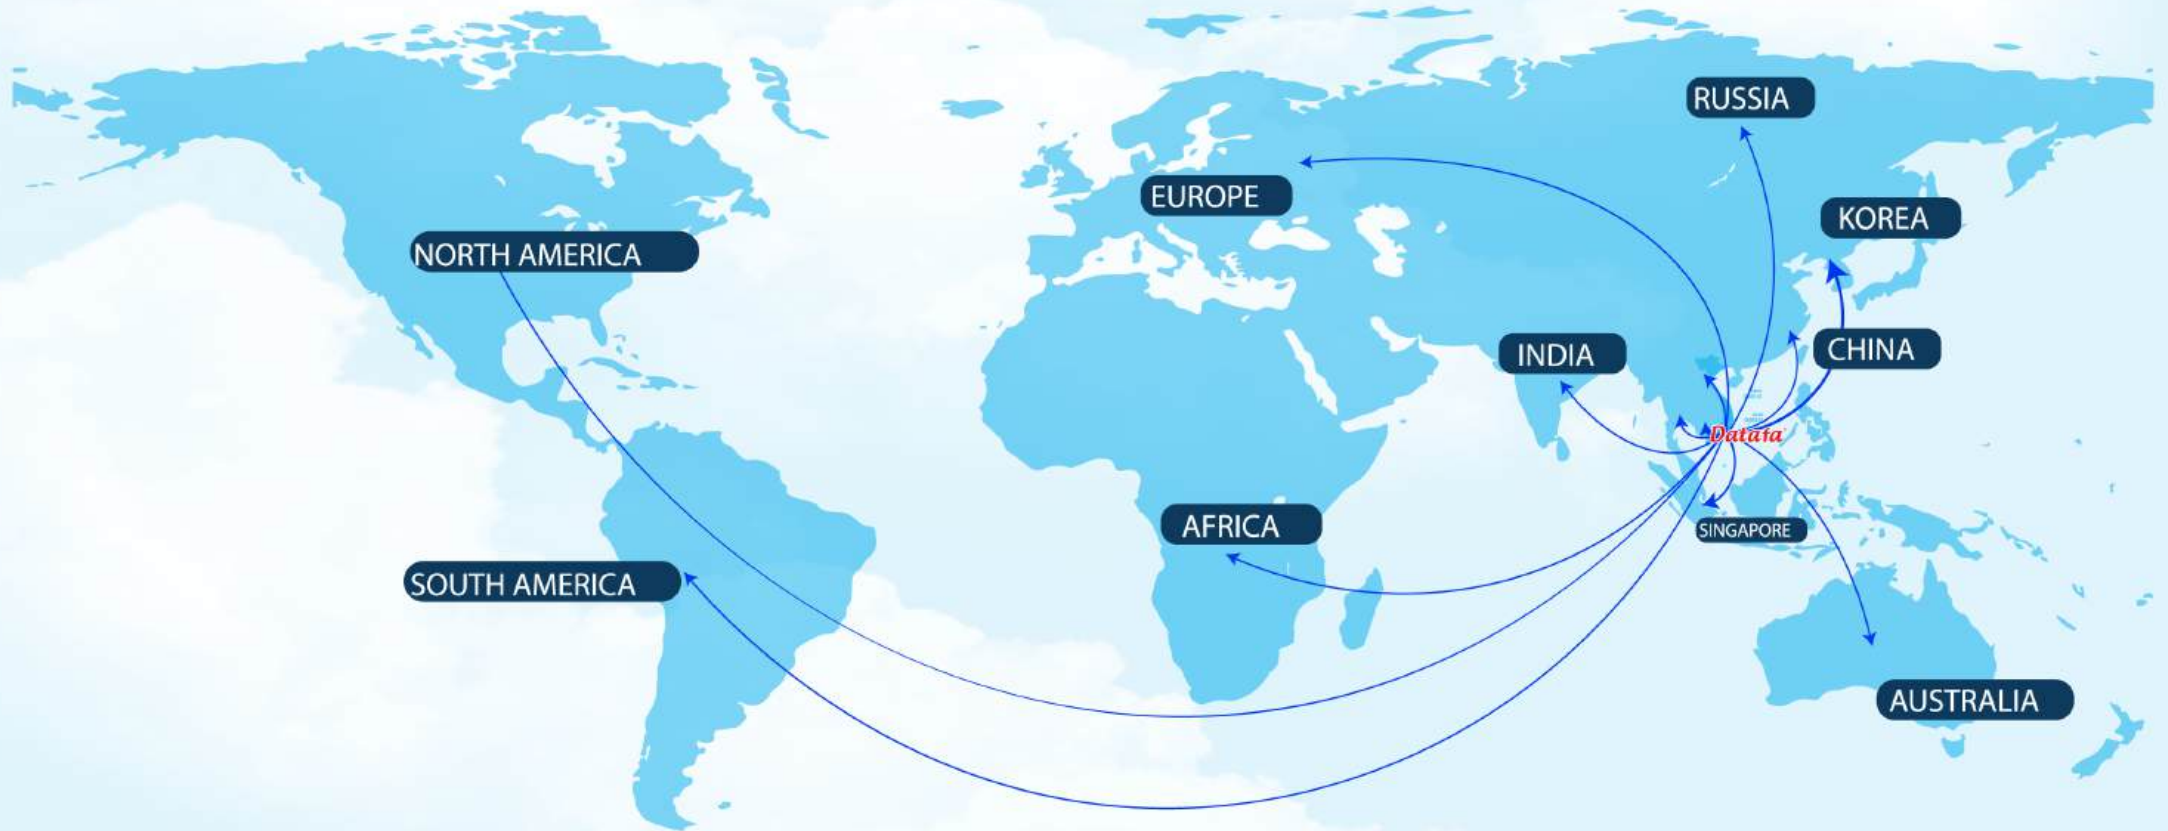 RUSSIA
EUROPE
KOREA
NORTH AMERICA
INDIA
CHINA
Datafa
AFRICA
SINGAPORE
SOUTH AMERICA
AUSTRALIA